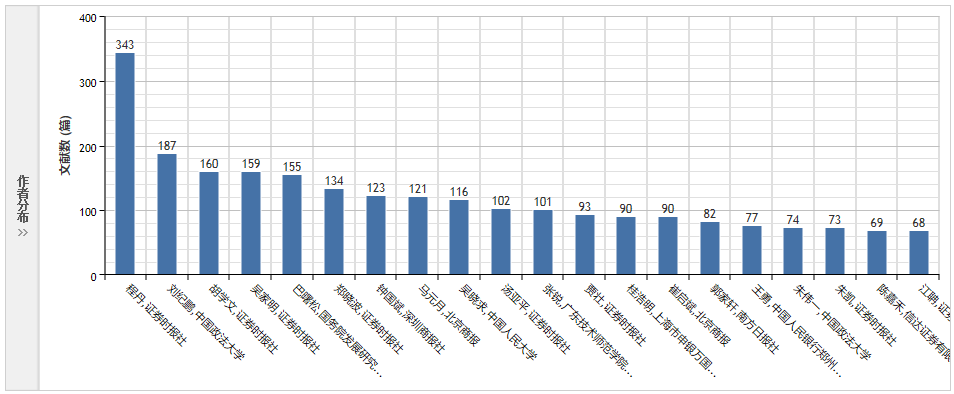 作者分布
>>
文献数 (篇)
400
300
200
100
0
343
187
160
159
155
134
123
121
116
102
101
93
90
90
82
77
74
73
69
68
程丹,证券时报社
刘纪鹏,中国政法大学
胡学文,证券时报社
吴家明,证券时报社
巴曙松,国务院发展研究...
郑晓波,证券时报社
钟国斌,深圳商报社
马元月,北京商报
吴晓求,中国人民大学
汤亚平,证券时报社
张锐,广东技术师范学院...
贾壮,证券时报社
桂浩明,上海市申银万国...
崔启斌,北京商报
郭家轩,南方日报社
王勇,中国人民银行郑州...
朱伟一,中国政法大学
朱凯,证券时报社
陈嘉禾,信达证券有限
江聃,证券